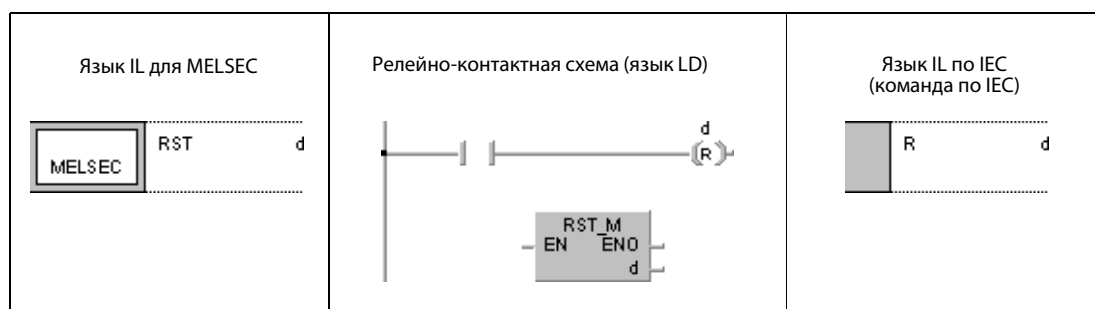 Язык IL для MELSEC
MELSEC
RST d
Релейно-контактная схема (язык LD)
d
R
RST_M
EN ENO
d
Язык IL по IEC
(команда по IEC)
R d